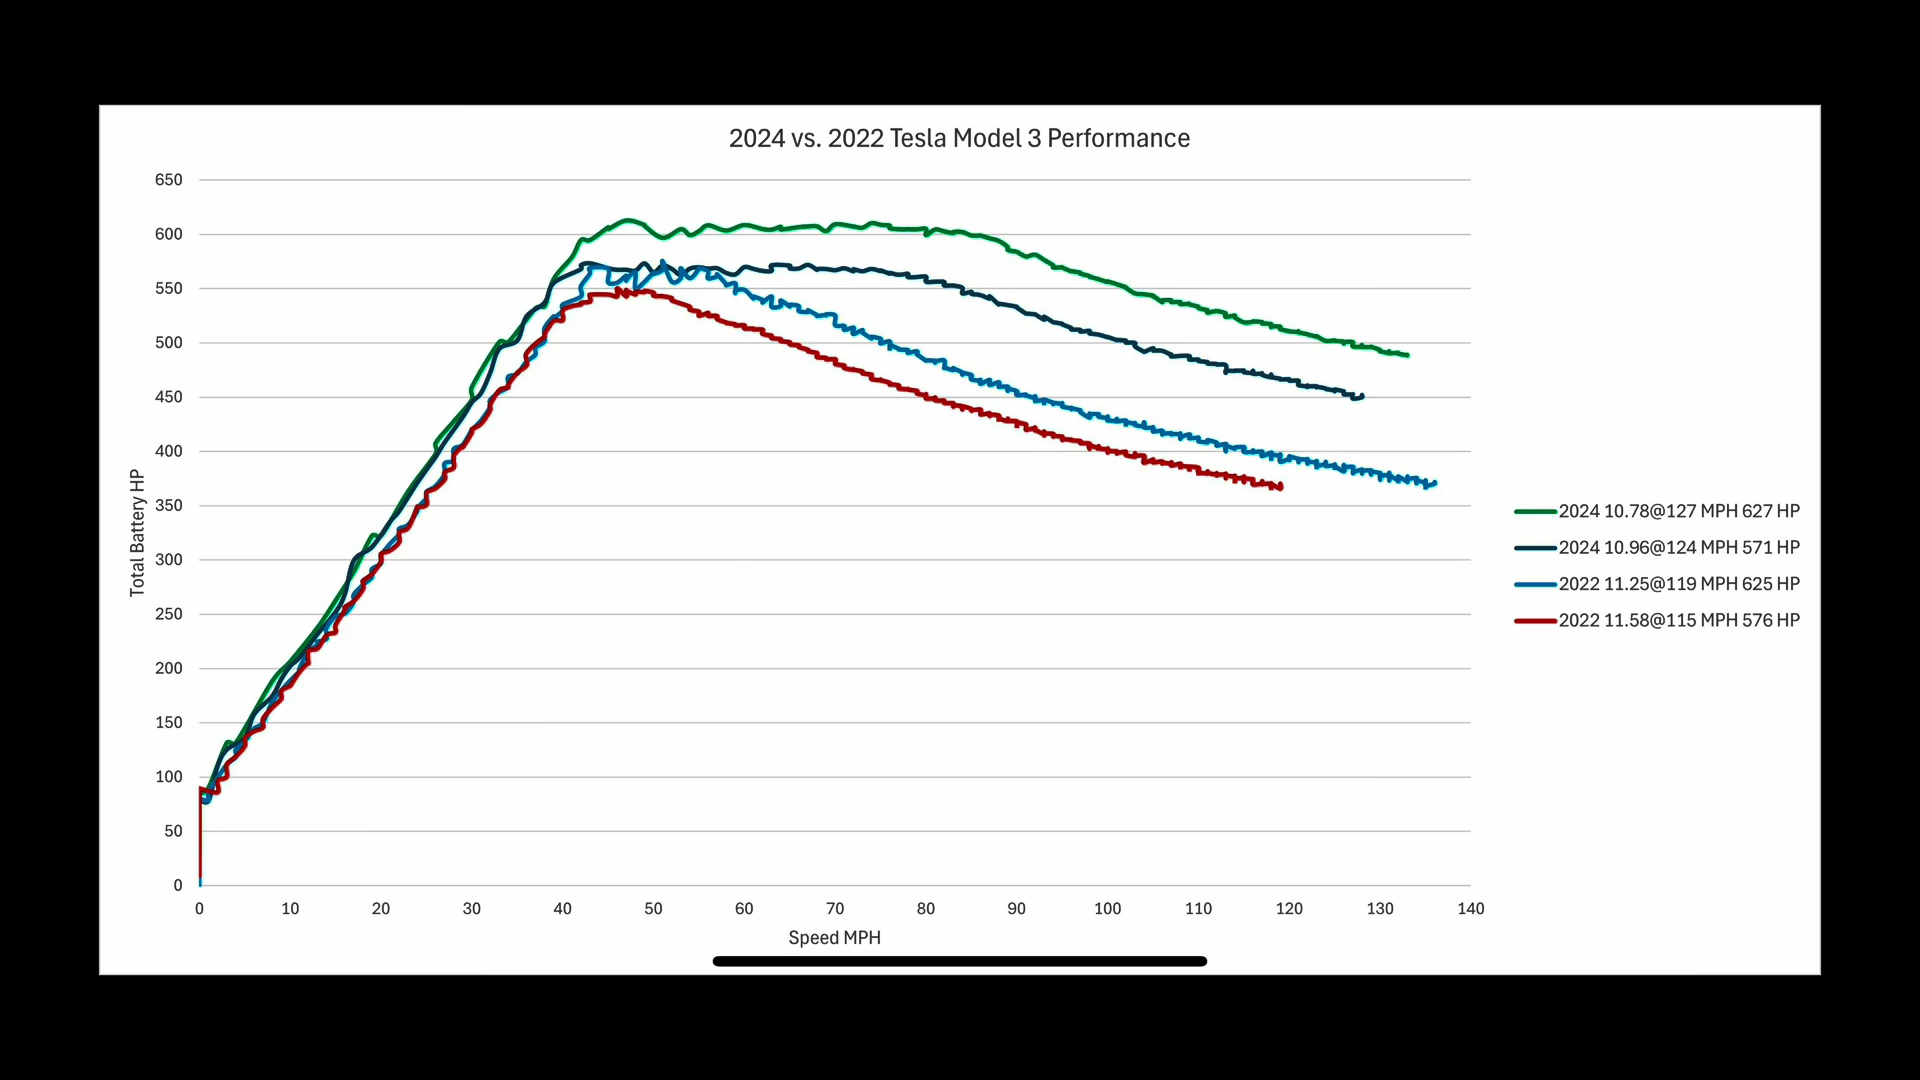 2024 vs. 2022 Tesla Model 3 Performance
650
600
550
500
450
400
350
300
250
200
150
100
50
0
Total Battery HP
0 10 20 30 40 50 60 70 80 90 100 110 120 130 140
Speed MPH
2024 10.78@127 MPH 627 HP
2024 10.96@124 MPH 571 HP
2022 11.25@119 MPH 625 HP
2022 11.58@115 MPH 576 HP